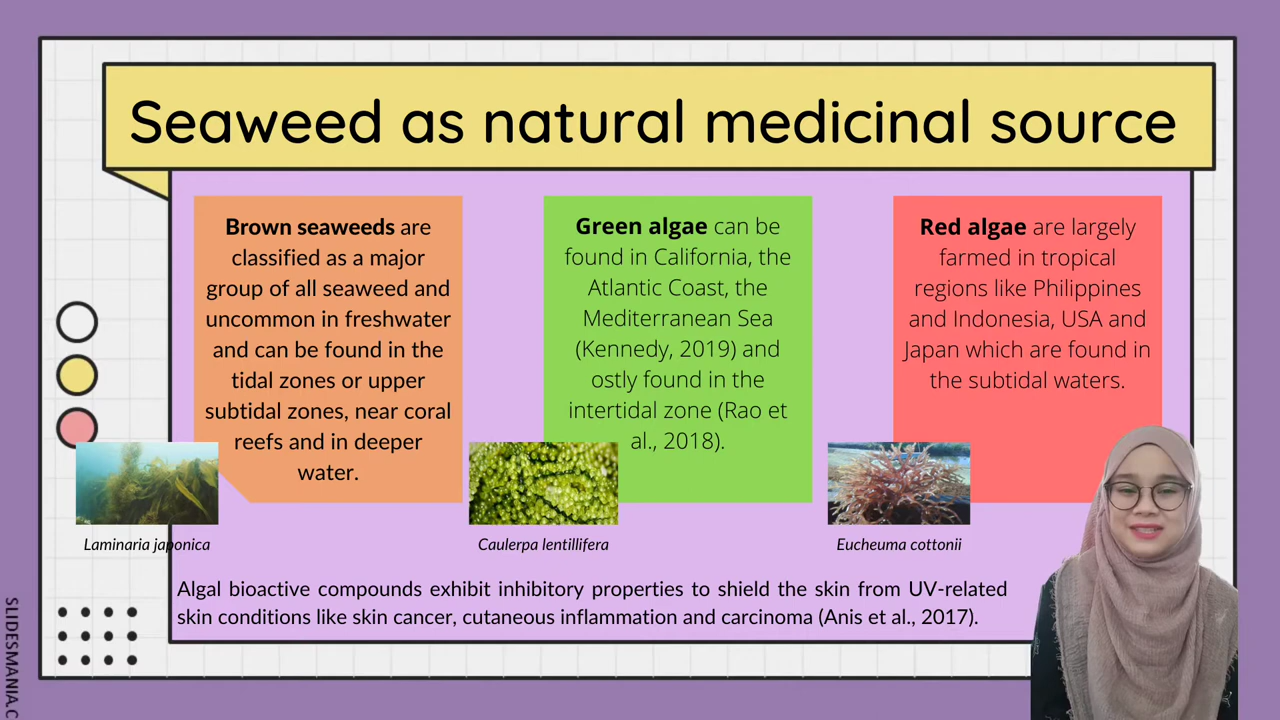 Seaweed as natural medicinal source
Brown seaweeds are
classified as a major
group of all seaweed and
uncommon in freshwater
and can be found in the
tidal zones or upper
subtidal zones, near coral
reefs and in deeper
water.
Green algae can be
found in California, the
Atlantic Coast, the
Mediterranean Sea
(Kennedy, 2019) and
ostly found in the
intertidal zone (Rao et
al., 2018).
Red algae are largely
farmed in tropical
regions like Philippines
and Indonesia, USA and
Japan which are found in
the subtidal waters.
Laminaria japonica
Caulerpa lentillifera
Eucheuma cottonii
Algal bioactive compounds exhibit inhibitory properties to shield the skin from UV-related
skin conditions like skin cancer, cutaneous inflammation and carcinoma (Anis et al., 2017).
SLIDESMANIA.C